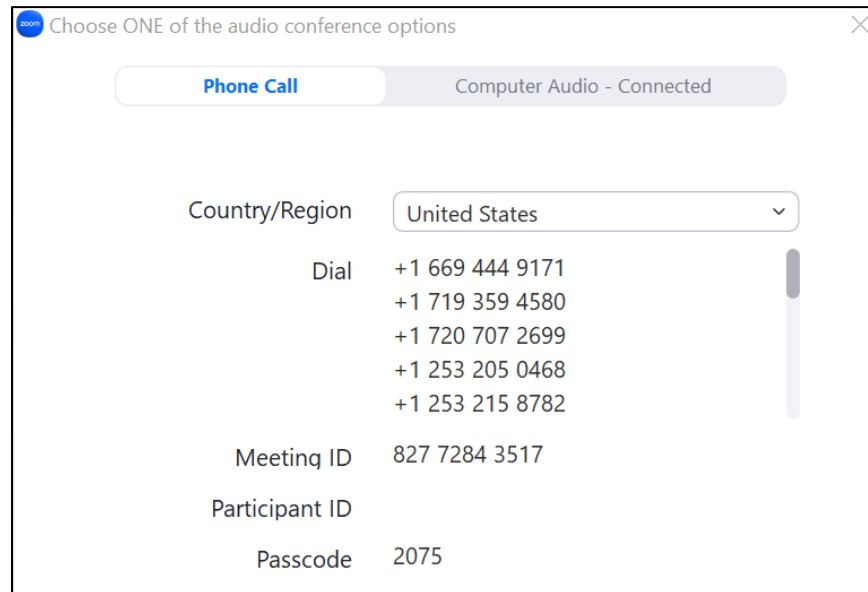 zoom Choose ONE of the audio conference options
Phone Call Computer Audio - Connected
Country/Region United States
Dial +1 669 444 9171
+1 719 359 4580
+1 720 707 2699
+1 253 205 0468
+1 253 215 8782
Meeting ID 827 7284 3517
Participant ID
Passcode 2075